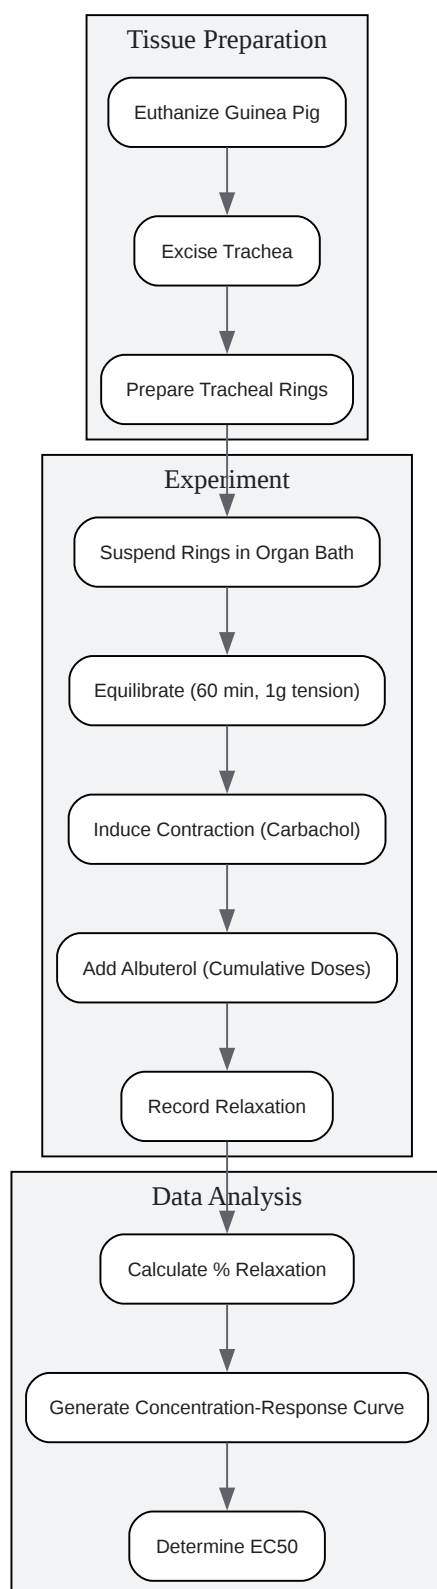 Tissue Preparation
Euthanize Guinea Pig
Excise Trachea
Prepare Tracheal Rings
Experiment
Suspend Rings in Organ Bath
Equilibrate (60 min, 1g tension)
Induce Contraction (Carbachol)
Add Albuterol (Cumulative Doses)
Record Relaxation
Data Analysis
Calculate % Relaxation
Generate Concentration-Response Curve
Determine EC50